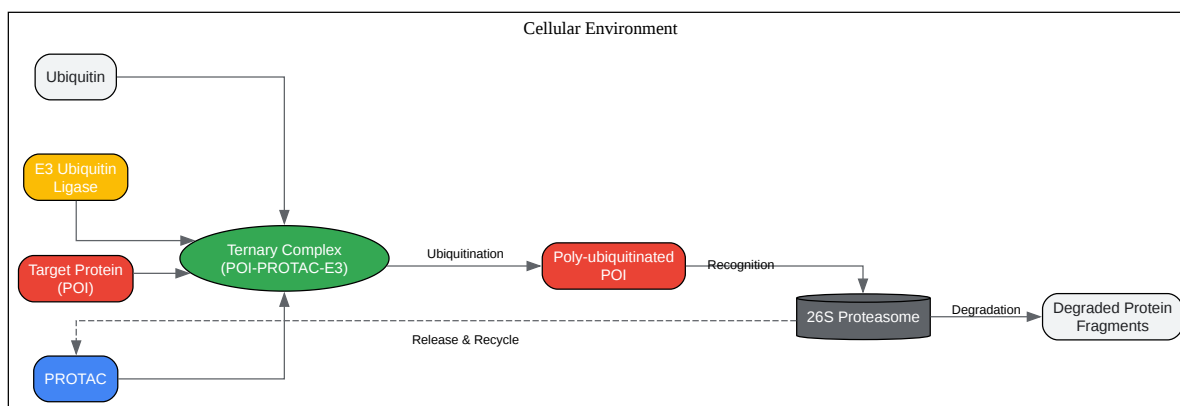 Cellular Environment
Ubiquitin
E3 Ubiquitin
Ligase
Target Protein
(POI)
PROTAC
Ternary Complex
(POI-PROTAC-E3)
Ubiquitination
Poly-ubiquitinated
POI
Recognition
26S Proteasome
Degradation
Degraded Protein
Fragments
Release & Recycle